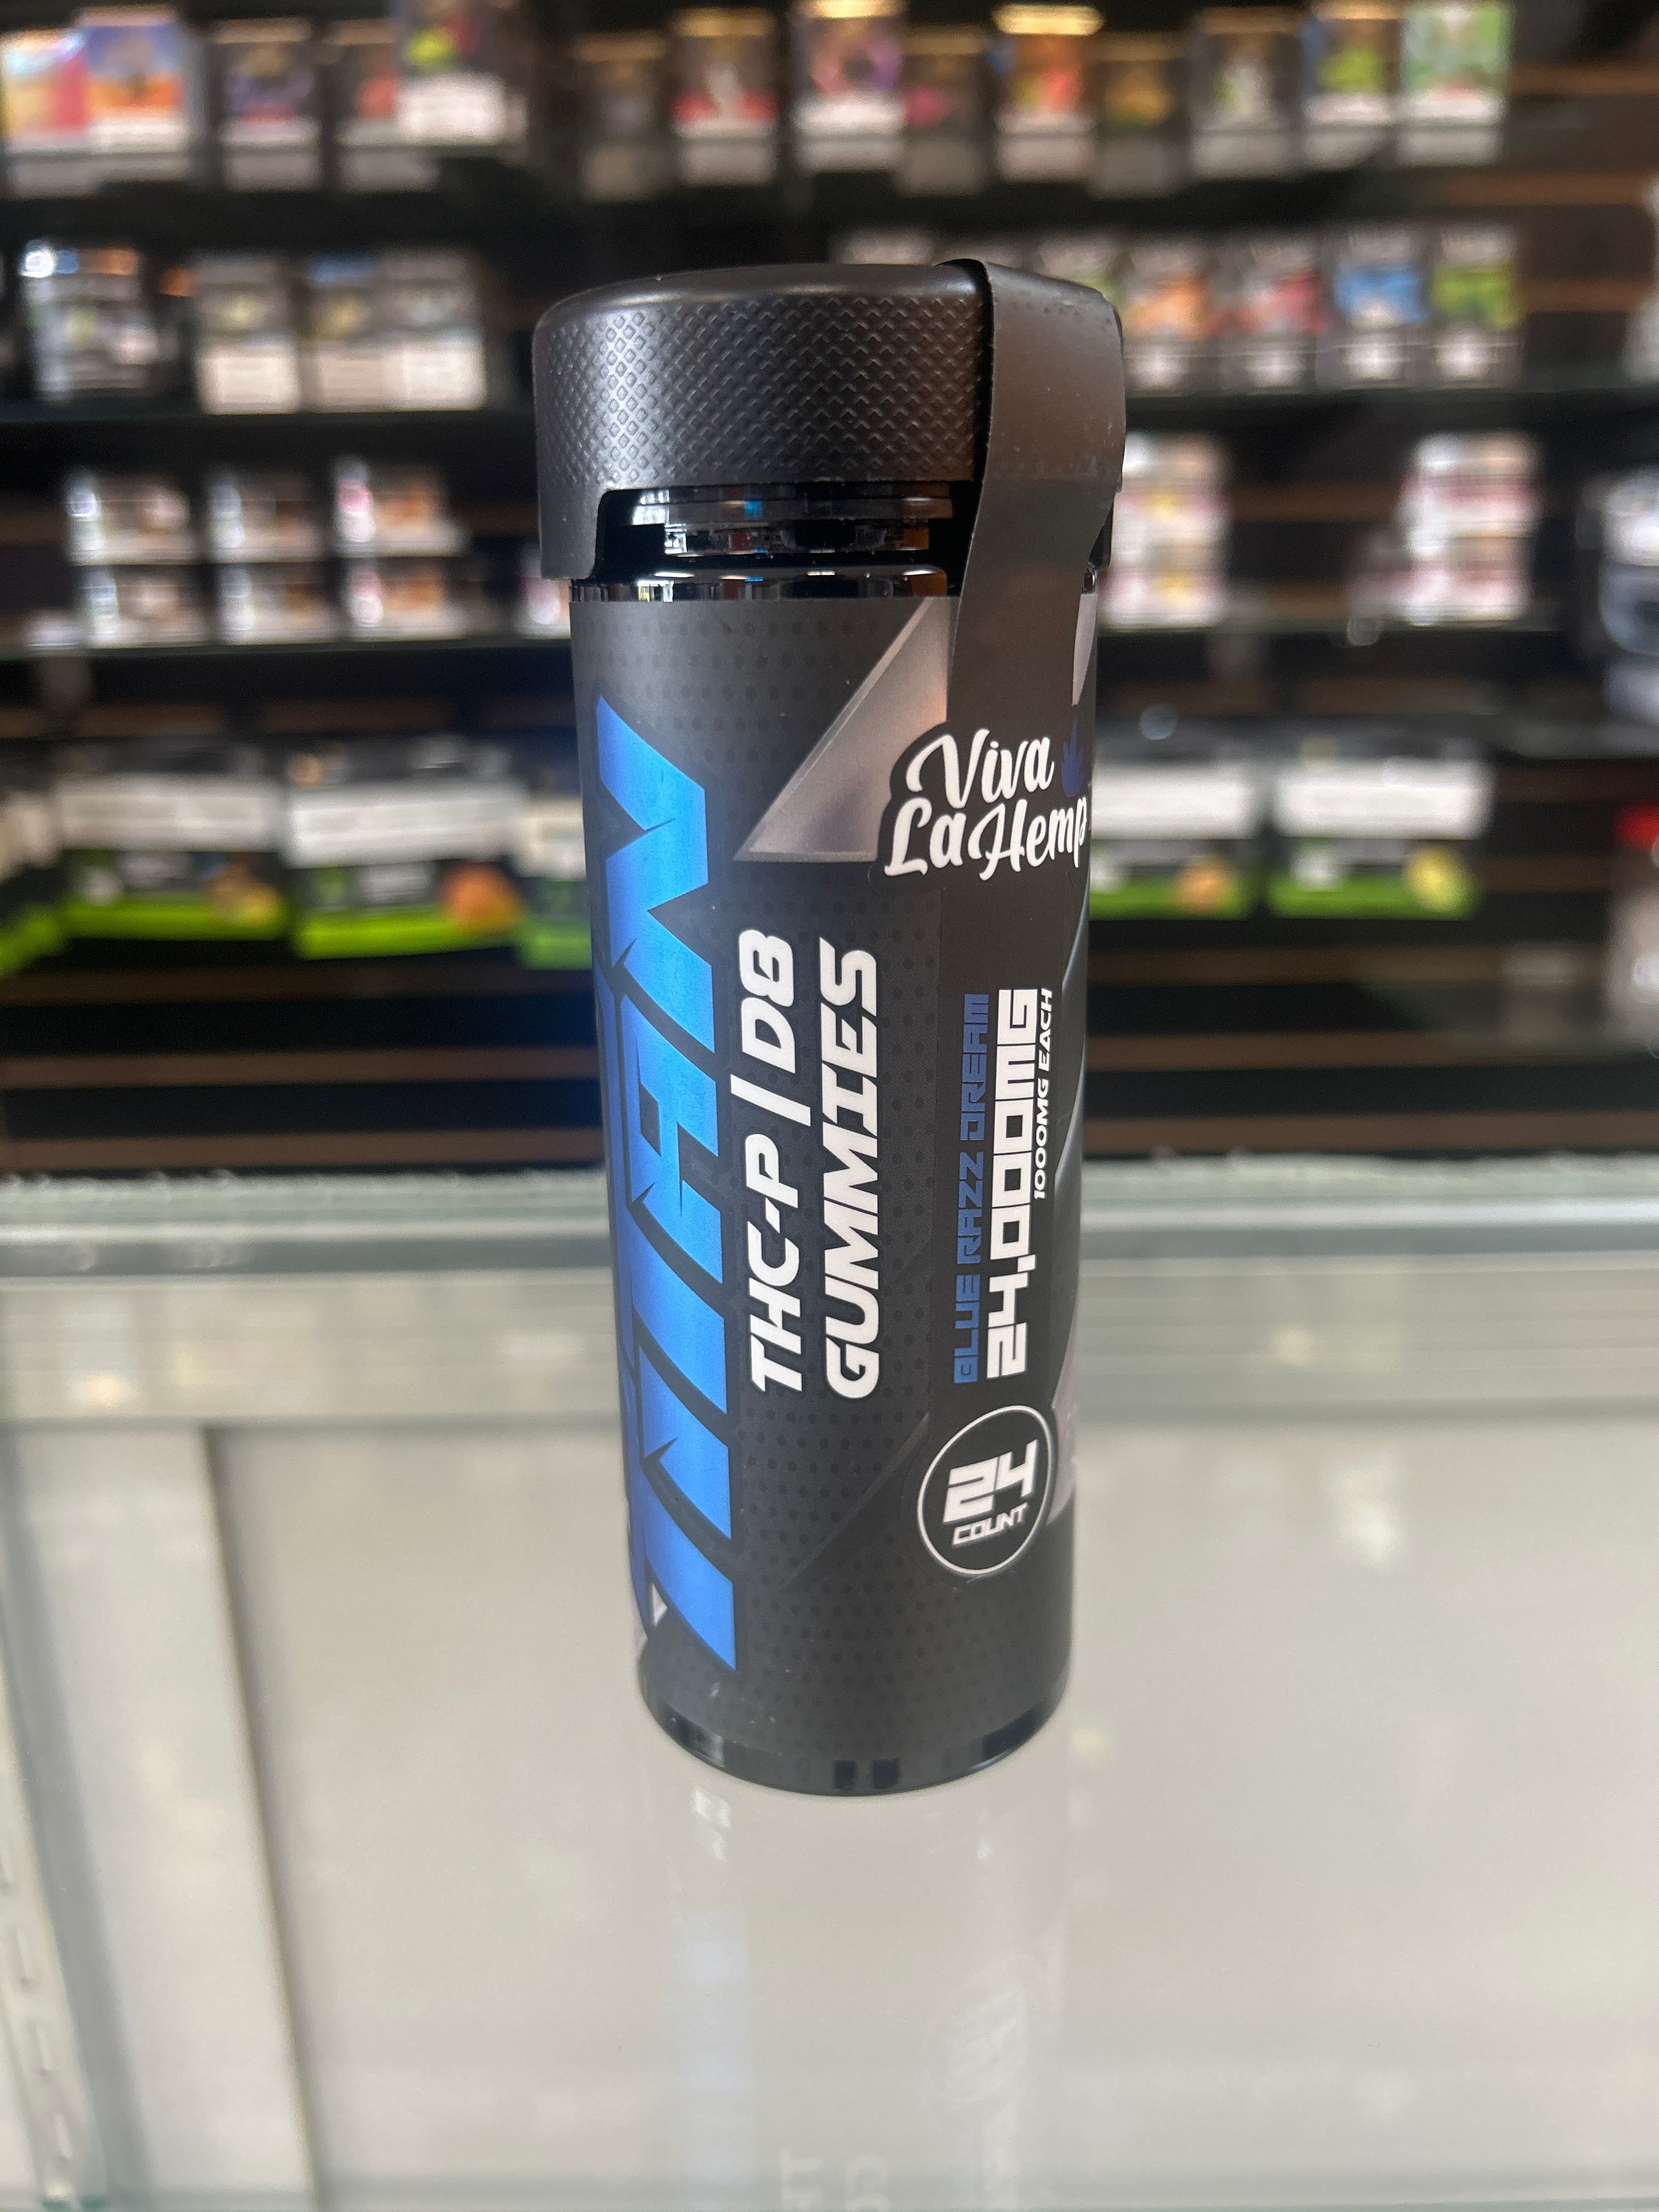 TITAN
THC-P | D8
GUMMIES
Viva
La Hemp
BLUE RAZZ DREAM
24,000MG
1000MG EACH
24
COUNT